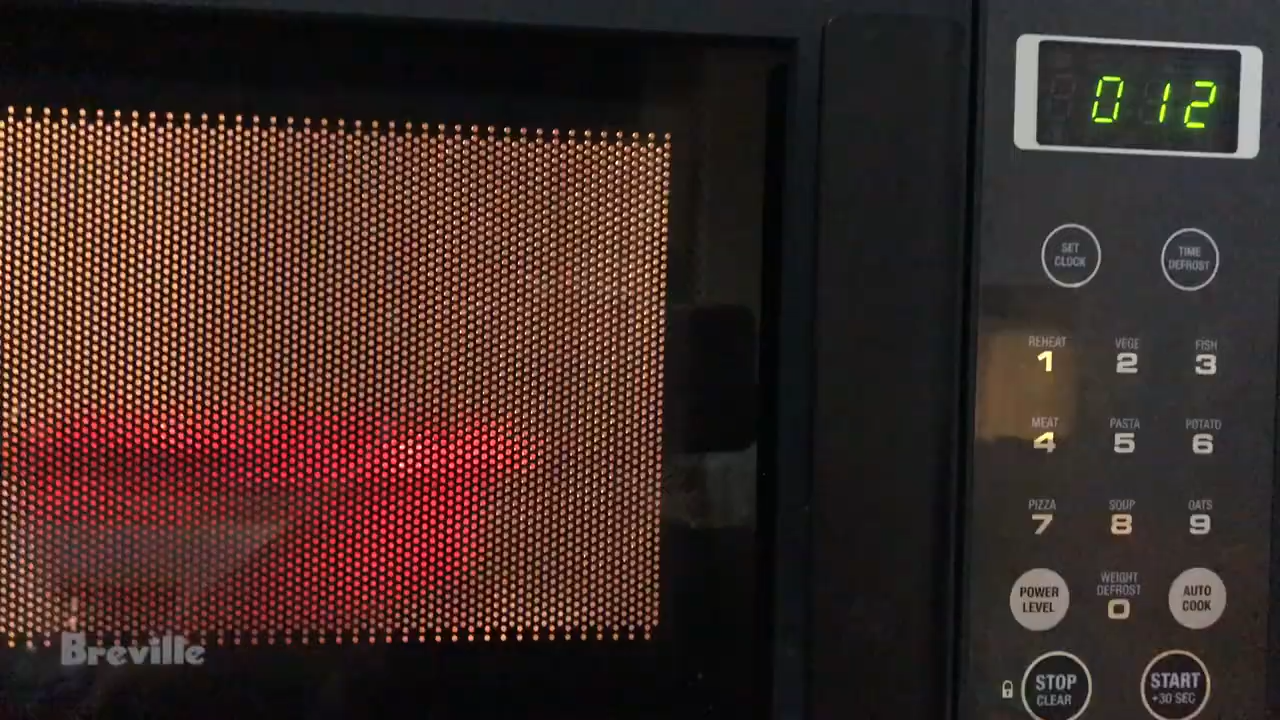 012
SET
CLOCK
TIME
DEFROST
REHEAT
1
VEGE
2
FISH
3
MEAT
4
PASTA
5
POTATO
6
PIZZA
7
SOUP
8
OATS
9
POWER
LEVEL
WEIGHT
DEFROST
0
AUTO
COOK
STOP
CLEAR
START
+30 SEC
Breville